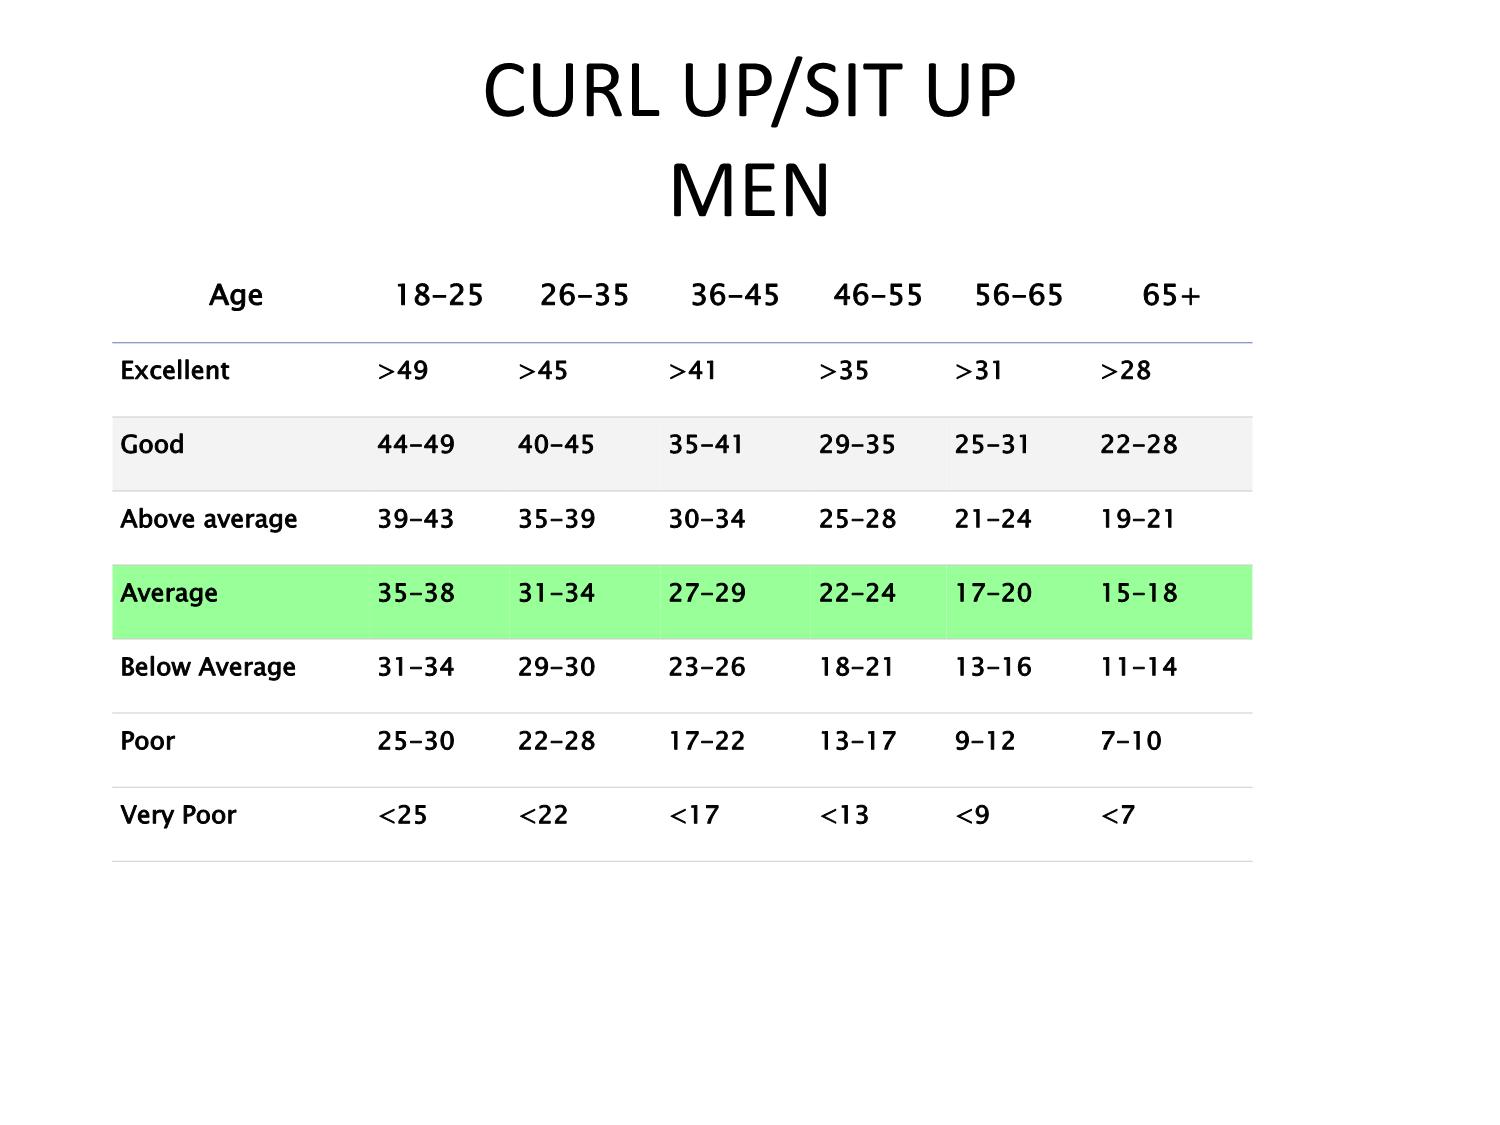 CURL UP/SIT UP
MEN
Age 18–25 26–35 36–45 46–55 56–65 65+
Excellent >49 >45 >41 >35 >31 >28
Good 44–49 40–45 35–41 29–35 25–31 22–28
Above average 39–43 35–39 30–34 25–28 21–24 19–21
Average 35–38 31–34 27–29 22–24 17–20 15–18
Below Average 31–34 29–30 23–26 18–21 13–16 11–14
Poor 25–30 22–28 17–22 13–17 9–12 7–10
Very Poor <25 <22 <17 <13 <9 <7